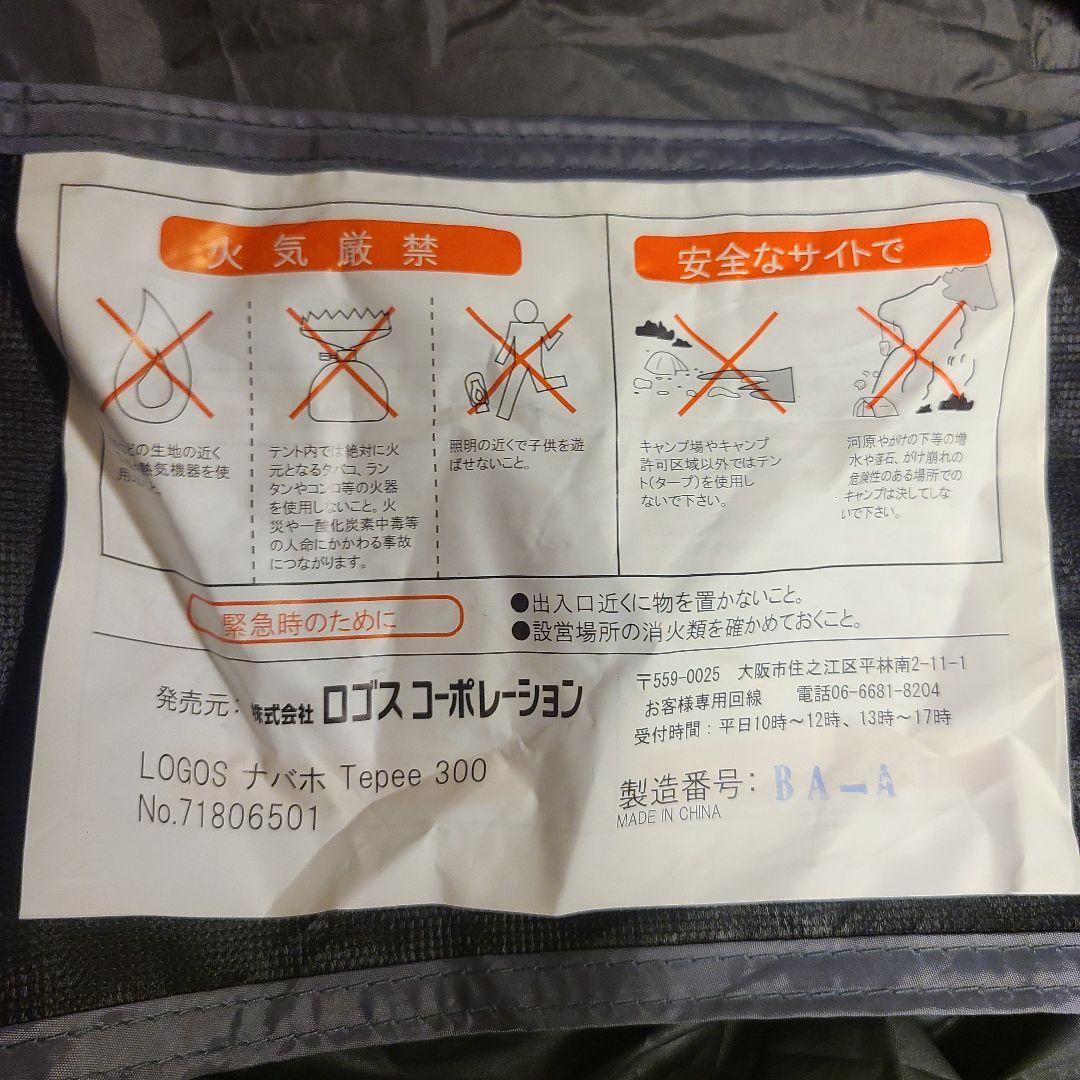 火気厳禁
の生地の近く
熱気機器を使
用
テント内では絶対に火
元となるタバコ、ラン
タンやコンロ等の火器
を使用しないこと。火
災や一酸化炭素中毒等
の人命にかかわる事故
につながります。
照明の近くで子供を遊
ばせないこと。
安全なサイトで
キャンプ場やキャンプ
許可区域以外ではテン
ト(タープ)を使用し
ないで下さい。
河原やがけの下等の増
水や落石、がけ崩れの
危険性のある場所での
キャンプは決してしな
いで下さい。
緊急時のために
●出入口近くに物を置かないこと。
●設営場所の消火類を確かめておくこと。
発売元：株式会社 ロゴス コーポレーション
〒559-0025 大阪市住之江区平林南2-11-1
お客様専用回線 電話06-6681-8204
受付時間：平日10時～12時、13時～17時
LOGOS ナバホ Tepee 300
No.71806501
製造番号：BA-A
MADE IN CHINA